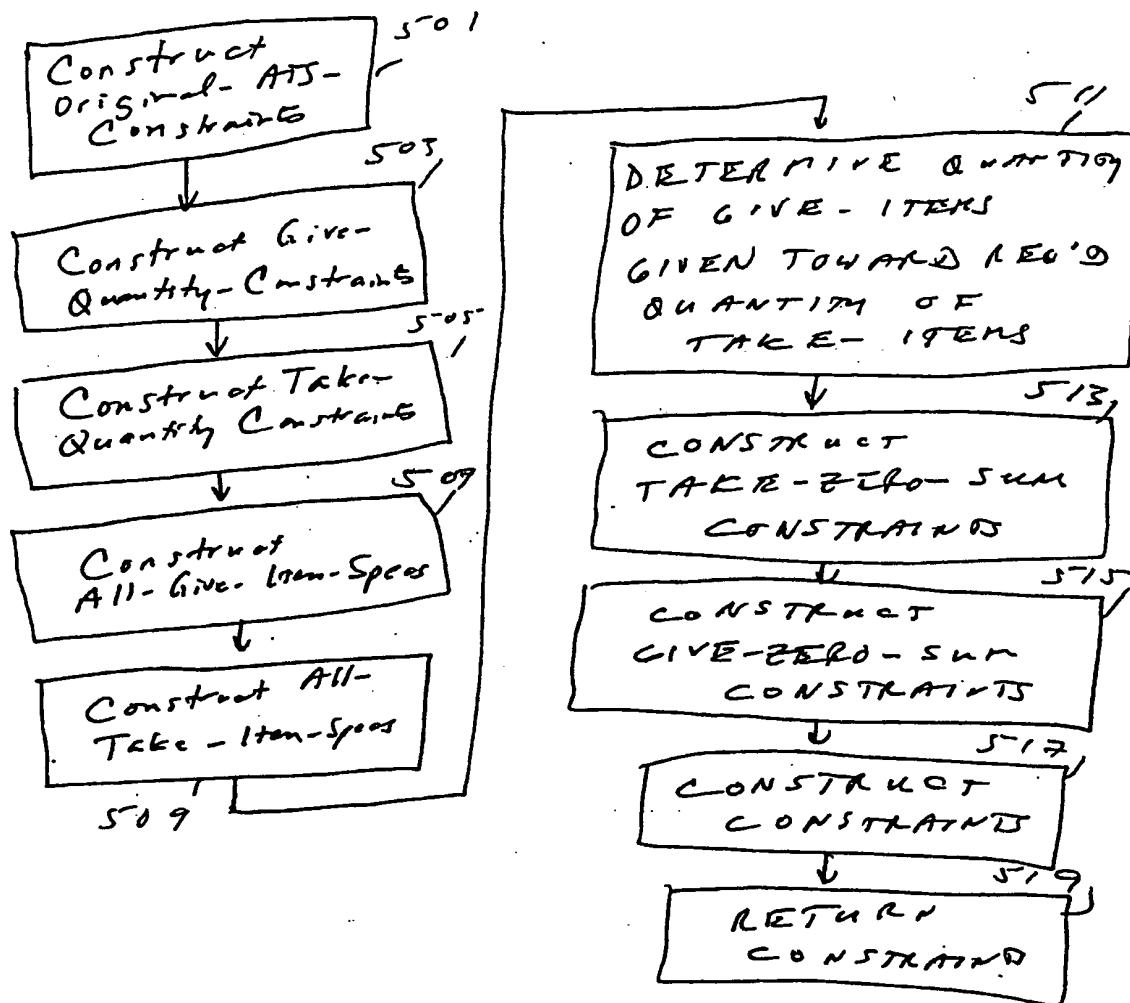 501
Construct
Original-ATS-
Constraints
503
Construct Give-
Quantity-Constraints
505
Construct Take-
Quantity Constraints
507
Construct
All-Give-Item-Specs
Construct All-
Take-Item-Specs
509
511
DETERMINE QUANTITY
OF GIVE-ITEMS
GIVEN TOWARD REQ'D
QUANTITY OF
TAKE-ITEMS
513
CONSTRUCT
TAKE-ZERO-SUM
CONSTRAINTS
515
CONSTRUCT
GIVE-ZERO-SUM
CONSTRAINTS
517
CONSTRUCT
CONSTRAINTS
519
RETURN
CONSTRAINTS